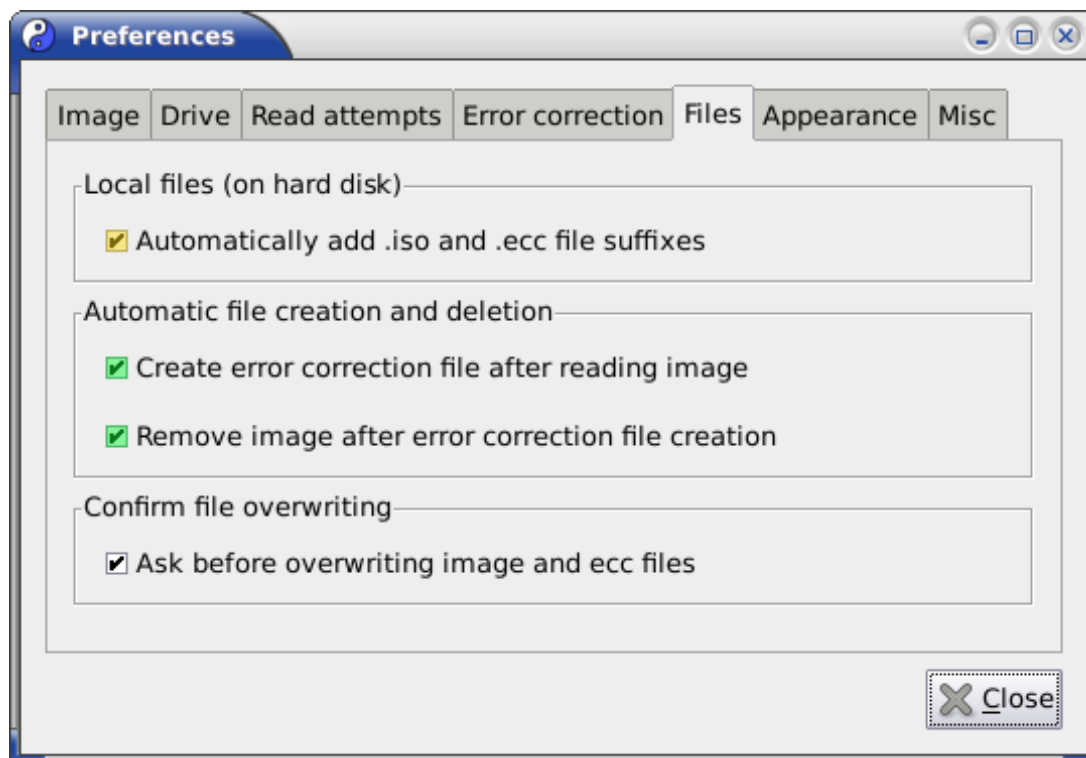 Preferences
Image Drive Read attempts Error correction Files Appearance Misc
Local files (on hard disk)
Automatically add .iso and .ecc file suffixes
Automatic file creation and deletion
Create error correction file after reading image
Remove image after error correction file creation
Confirm file overwriting
Ask before overwriting image and ecc files
Close